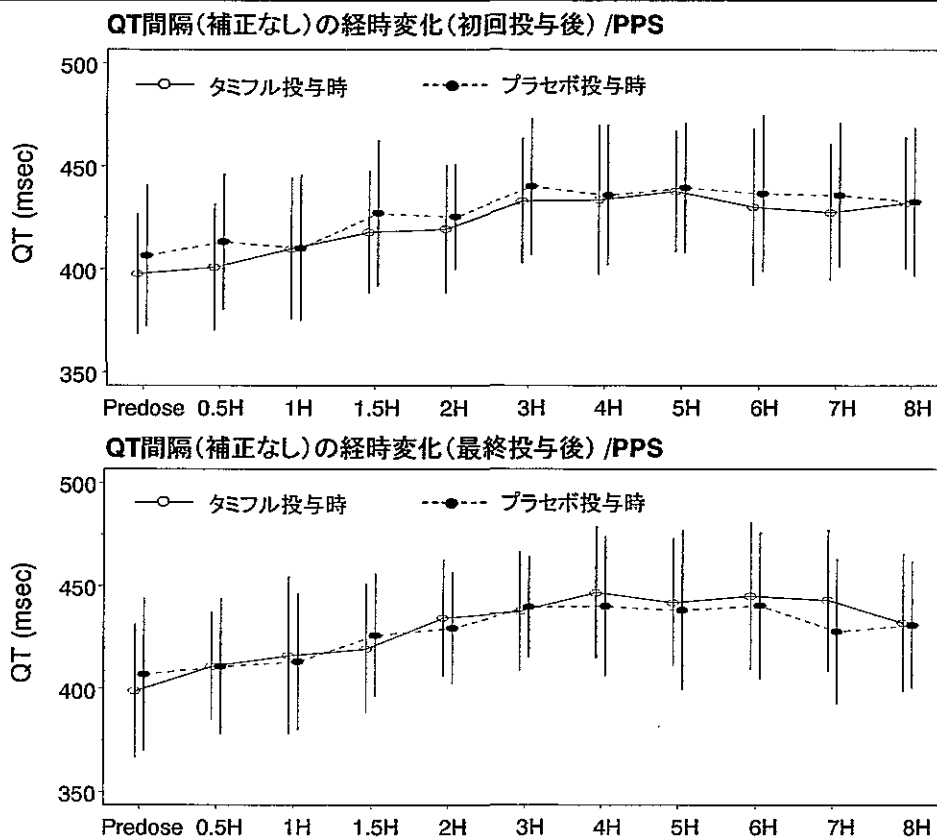 QT間隔(補正なし)の経時変化(初回投与後) /PPS
500
タミフル投与時 プラセボ投与時
450
QT (msec)
400
350
Predose 0.5H 1H 1.5H 2H 3H 4H 5H 6H 7H 8H
QT間隔(補正なし)の経時変化(最終投与後) /PPS
500
タミフル投与時 プラセボ投与時
450
QT (msec)
400
350
Predose 0.5H 1H 1.5H 2H 3H 4H 5H 6H 7H 8H